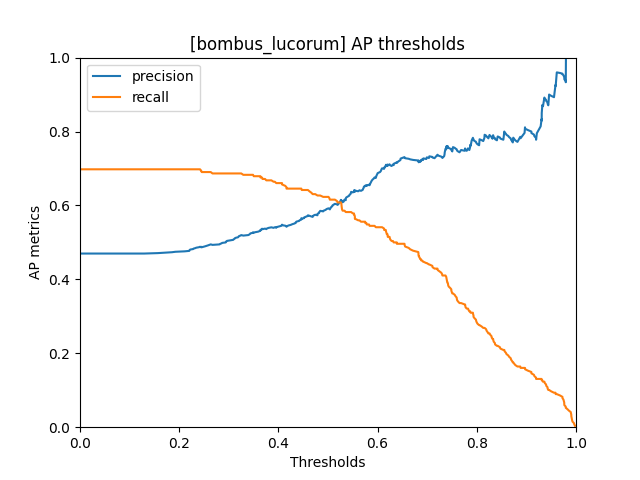 [bombus_lucorum] AP thresholds
precision
recall
AP metrics
1.0
0.8
0.6
0.4
0.2
0.0
0.0 0.2 0.4 0.6 0.8 1.0
Thresholds